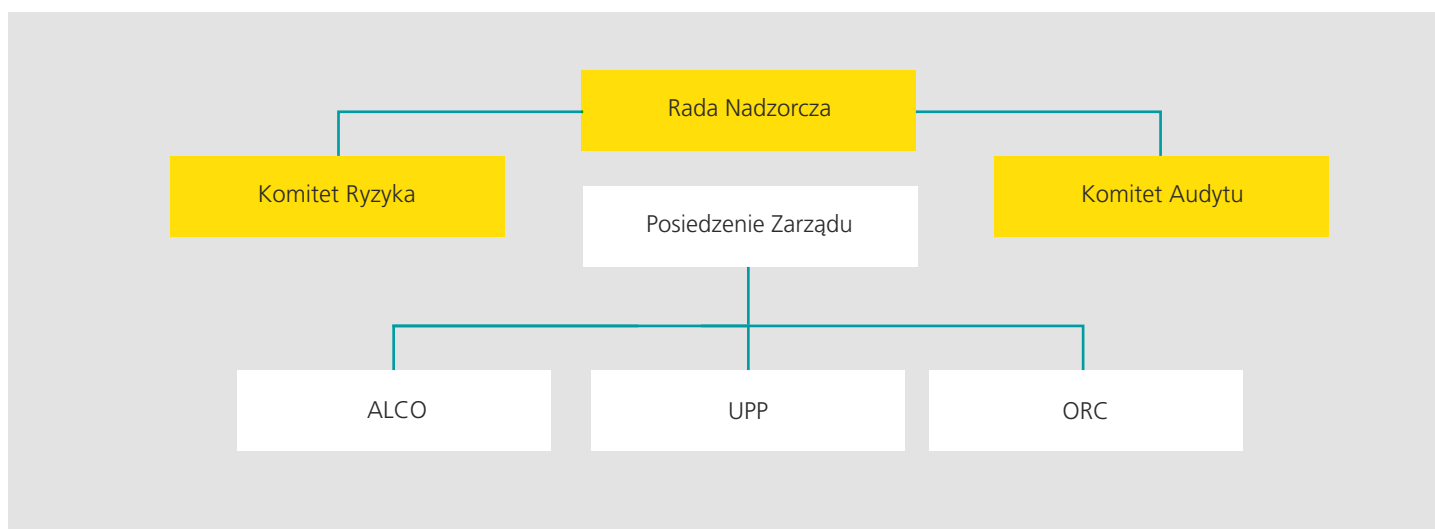 Rada Nadzorcza
Komitet Ryzyka
Komitet Audytu
Posiedzenie Zarządu
ALCO
UPP
ORC